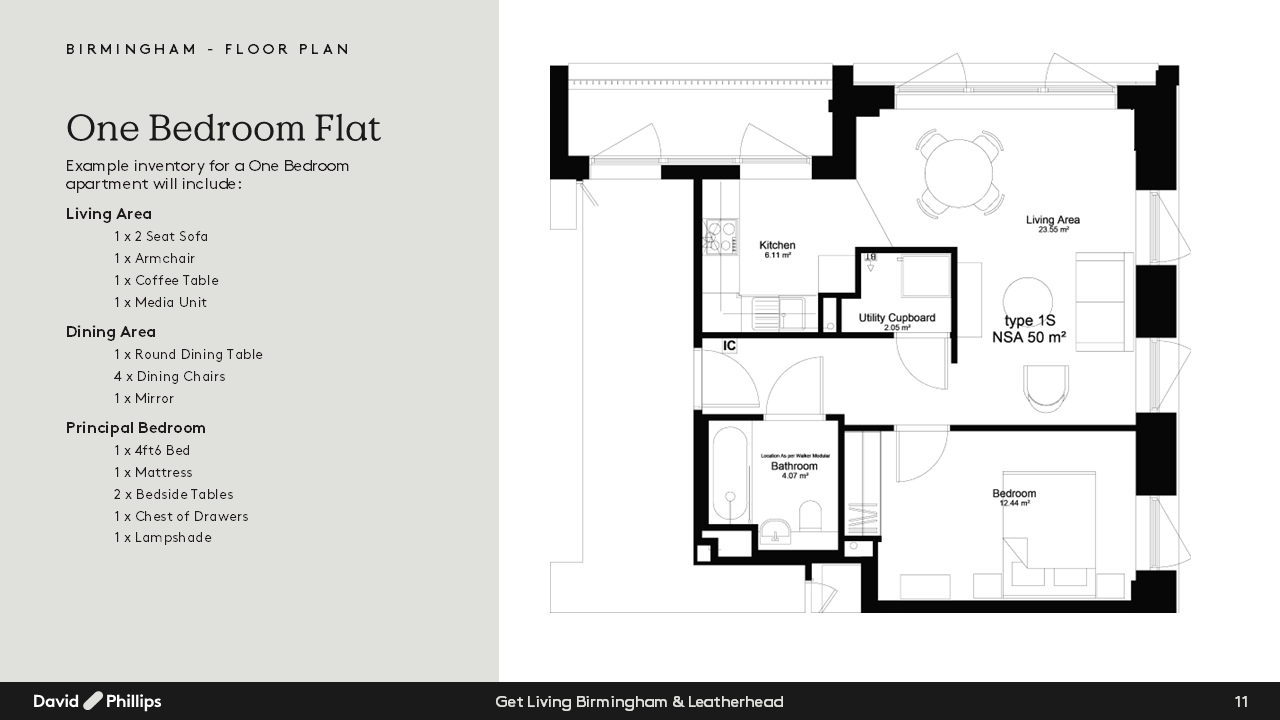 BIRMINGHAM - FLOOR PLAN
One Bedroom Flat
Example inventory for a One Bedroom
apartment will include:
Living Area
1 x 2 Seat Sofa
1 x Armchair
1 x Coffee Table
1 x Media Unit
Dining Area
1 x Round Dining Table
4 x Dining Chairs
1 x Mirror
Principal Bedroom
1 x 4ft6 Bed
1 x Mattress
2 x Bedside Tables
1 x Chest of Drawers
1 x Lampshade
Living Area
23.55 m²
Kitchen
6.11 m²
BT
Utility Cupboard
2.05 m²
type 1S
NSA 50 m²
IC
Location As per Walker Modular
Bathroom
4.07 m²
Bedroom
12.44 m²
David Phillips
Get Living Birmingham & Leatherhead
11